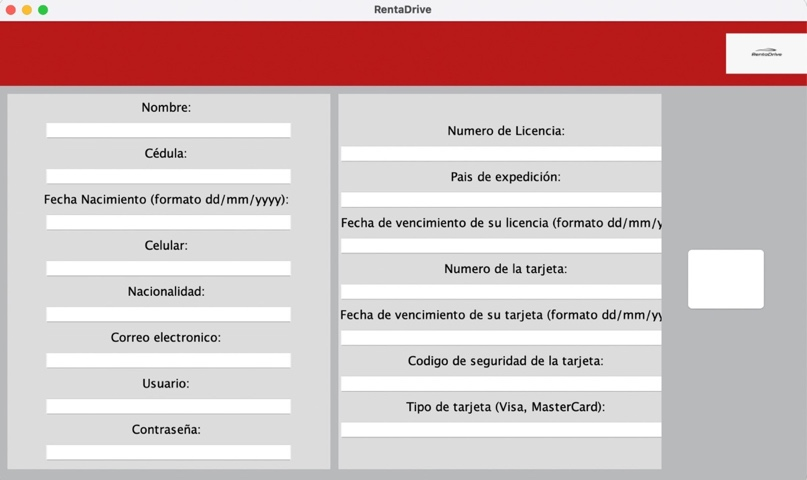 RentaDrive
RentaDrive
Nombre:
Cédula:
Fecha Nacimiento (formato dd/mm/yyyy):
Celular:
Nacionalidad:
Correo electronico:
Usuario:
Contraseña:
Numero de Licencia:
Pais de expedición:
Fecha de vencimiento de su licencia (formato dd/mm/y
Numero de la tarjeta:
Fecha de vencimiento de su tarjeta (formato dd/mm/yy
Codigo de seguridad de la tarjeta:
Tipo de tarjeta (Visa, MasterCard):